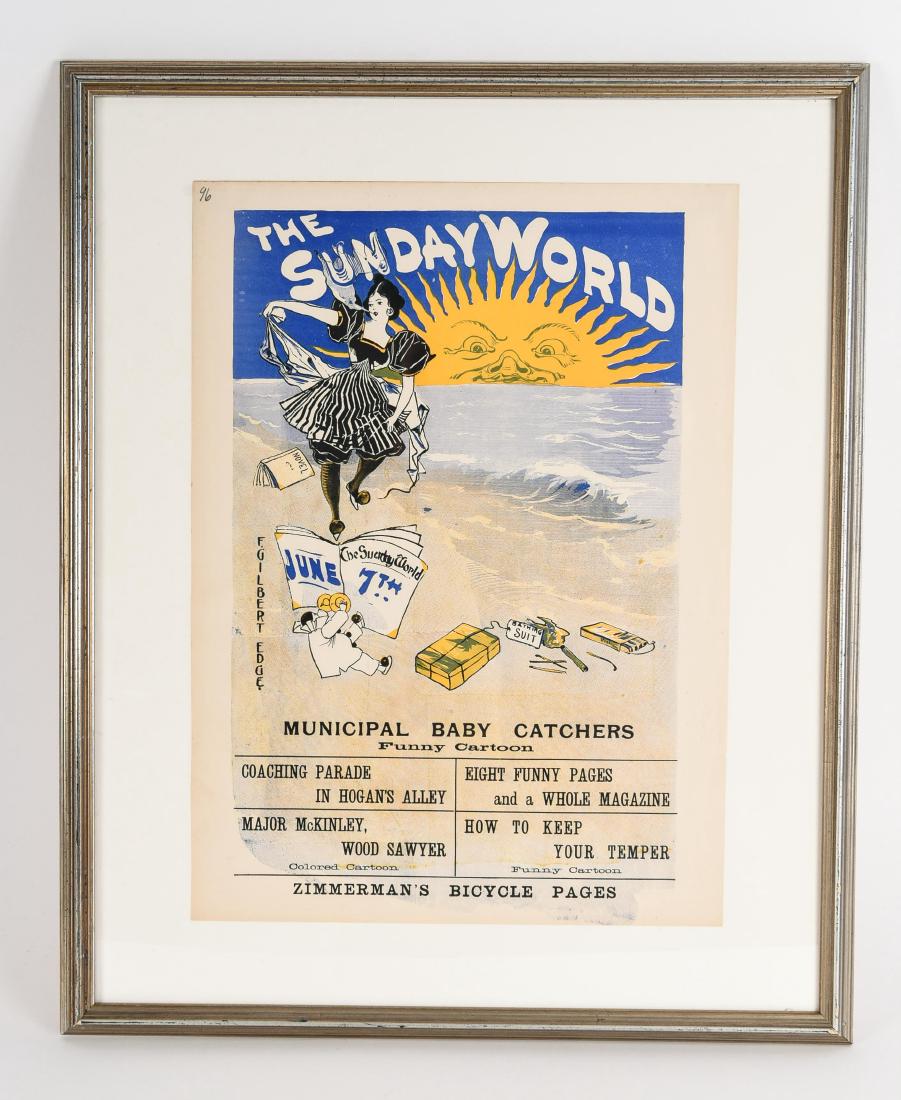 96
THE
SUNDAY WORLD
NOVEL
The Sunday World
JUNE 7TH
F. GILBERT EDGE
BATHING
SUIT
MUNICIPAL BABY CATCHERS
Funny Cartoon
COACHING PARADE
IN HOGAN'S ALLEY
EIGHT FUNNY PAGES
and a WHOLE MAGAZINE
MAJOR McKINLEY,
WOOD SAWYER
Colored Cartoon
HOW TO KEEP
YOUR TEMPER
Funny Cartoon
ZIMMERMAN'S BICYCLE PAGES